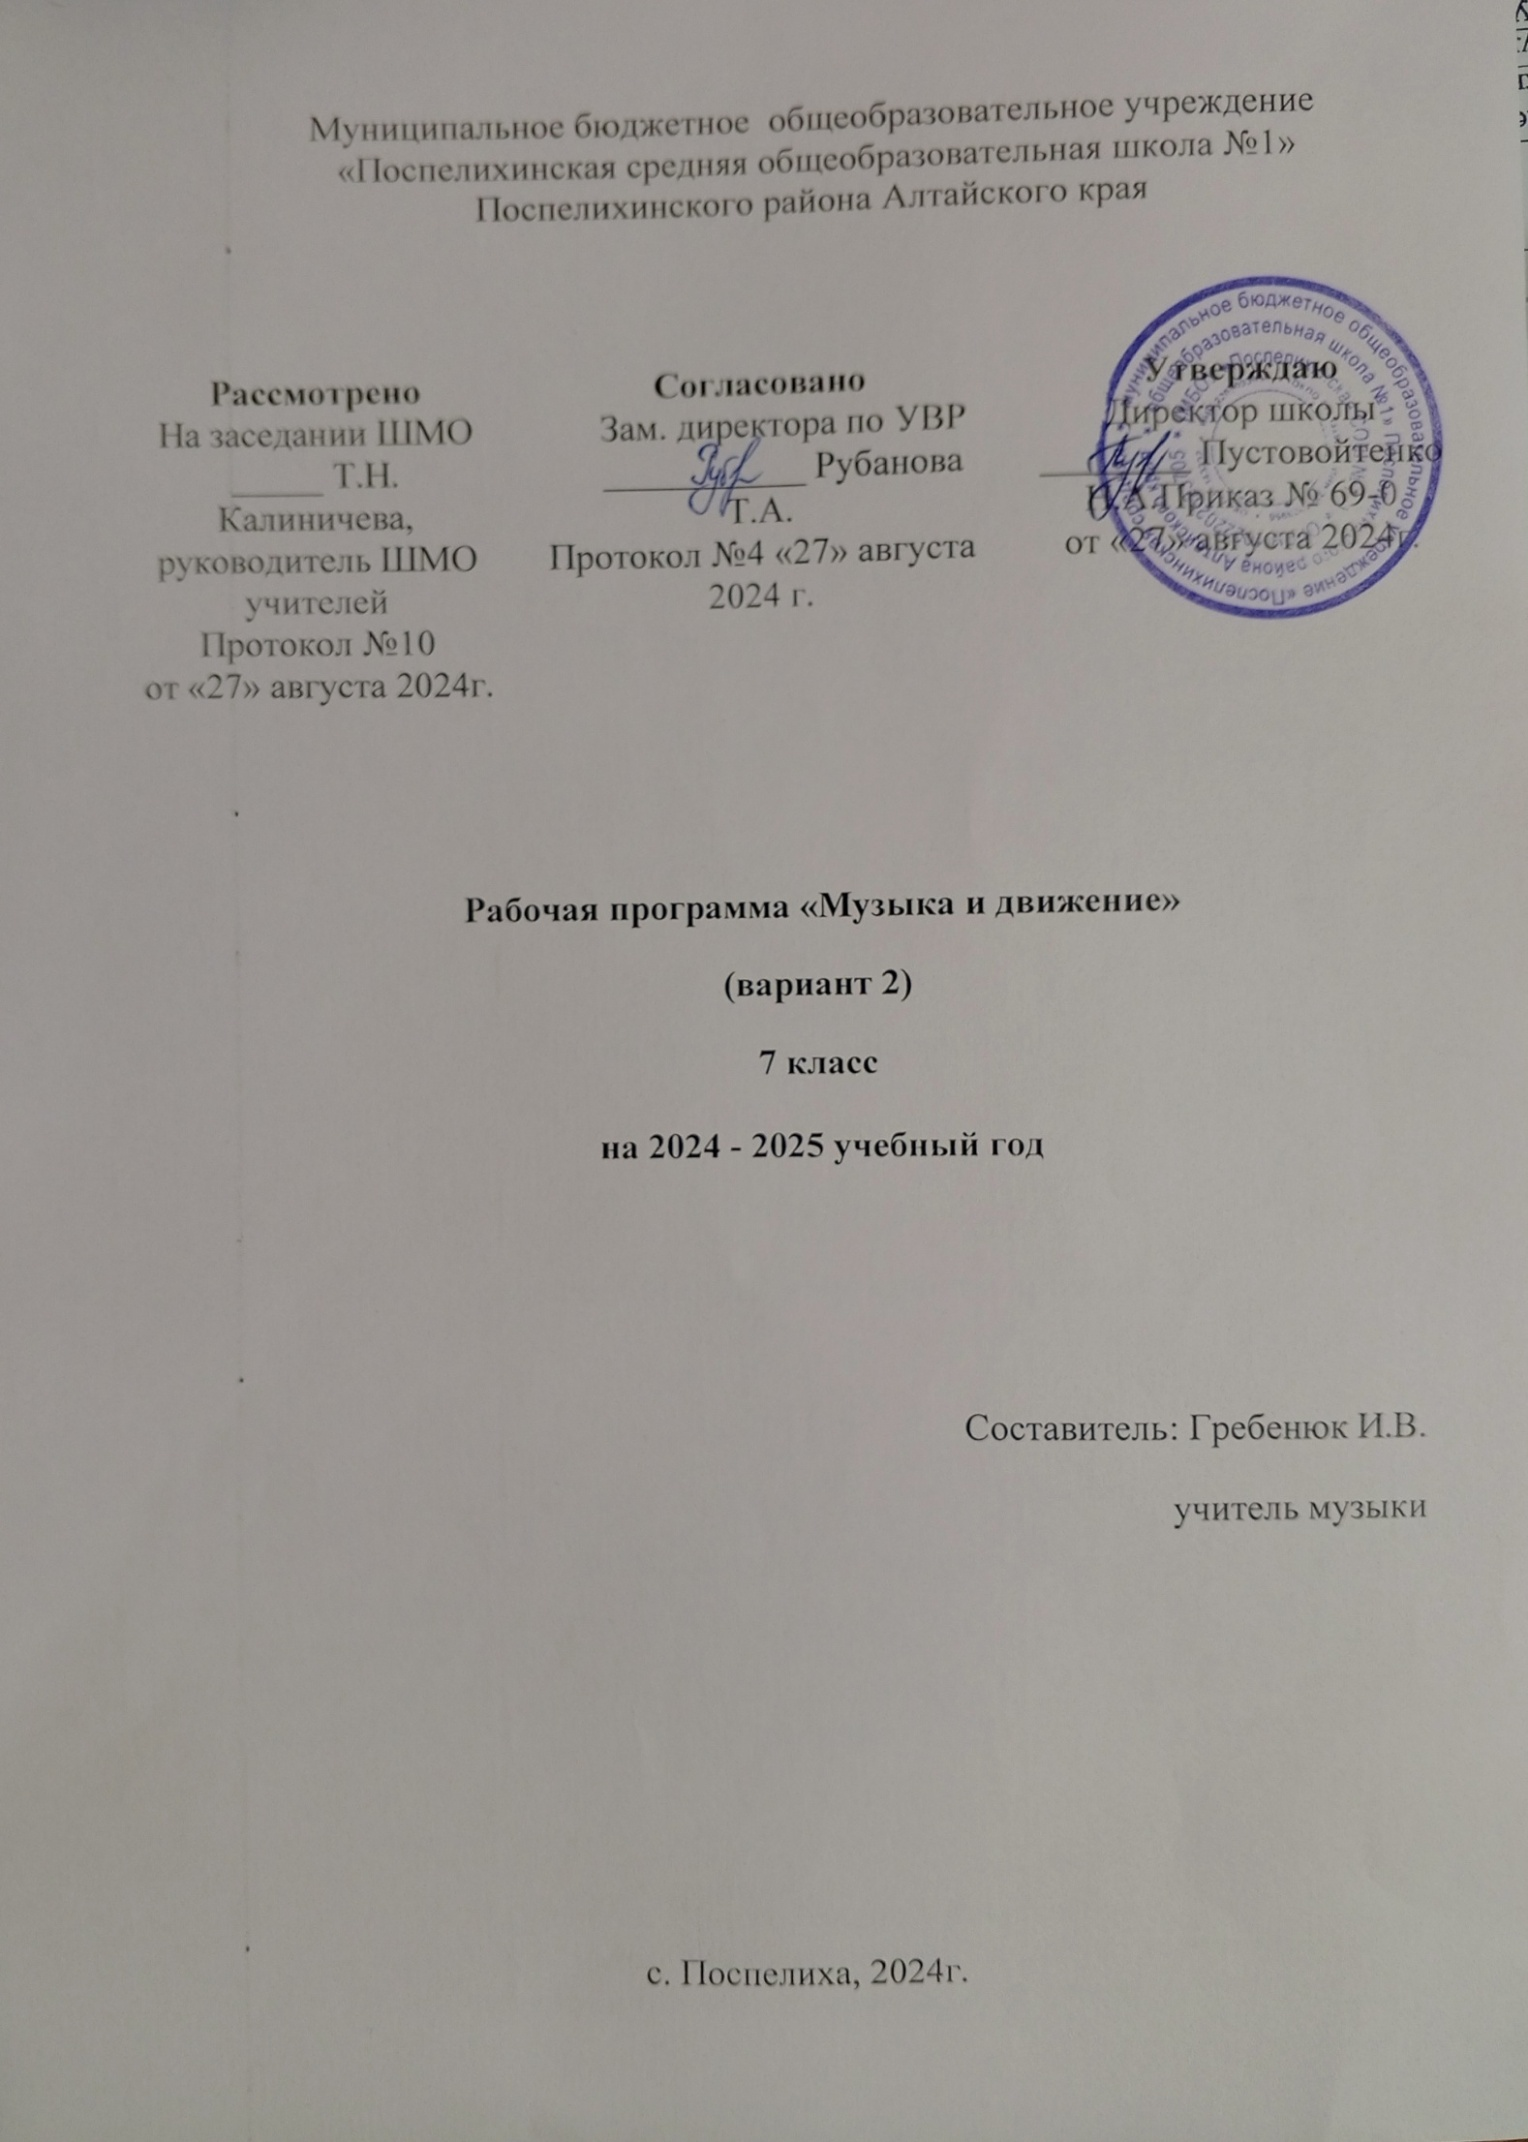 Муниципальное бюджетное общеобразовательное учреждение
«Поспелихинская средняя общеобразовательная школа №1»
Поспелихинского района Алтайского края
Рассмотрено
На заседании ШМО
_____ Т.Н.
Калиничева,
руководитель ШМО
учителей
Протокол №10
от «27» августа 2024г.
Согласовано
Зам. директора по УВР
___________ Рубанова
Т.А.
Протокол №4 «27» августа
2024 г.
Утверждаю
Директор школы
________ Пустовойтенко
Приказ № 69-0
от «27» августа 2024г.
Рабочая программа «Музыка и движение»
(вариант 2)
7 класс
на 2024 - 2025 учебный год
Составитель: Гребенюк И.В.
учитель музыки
с. Поспелиха, 2024г.